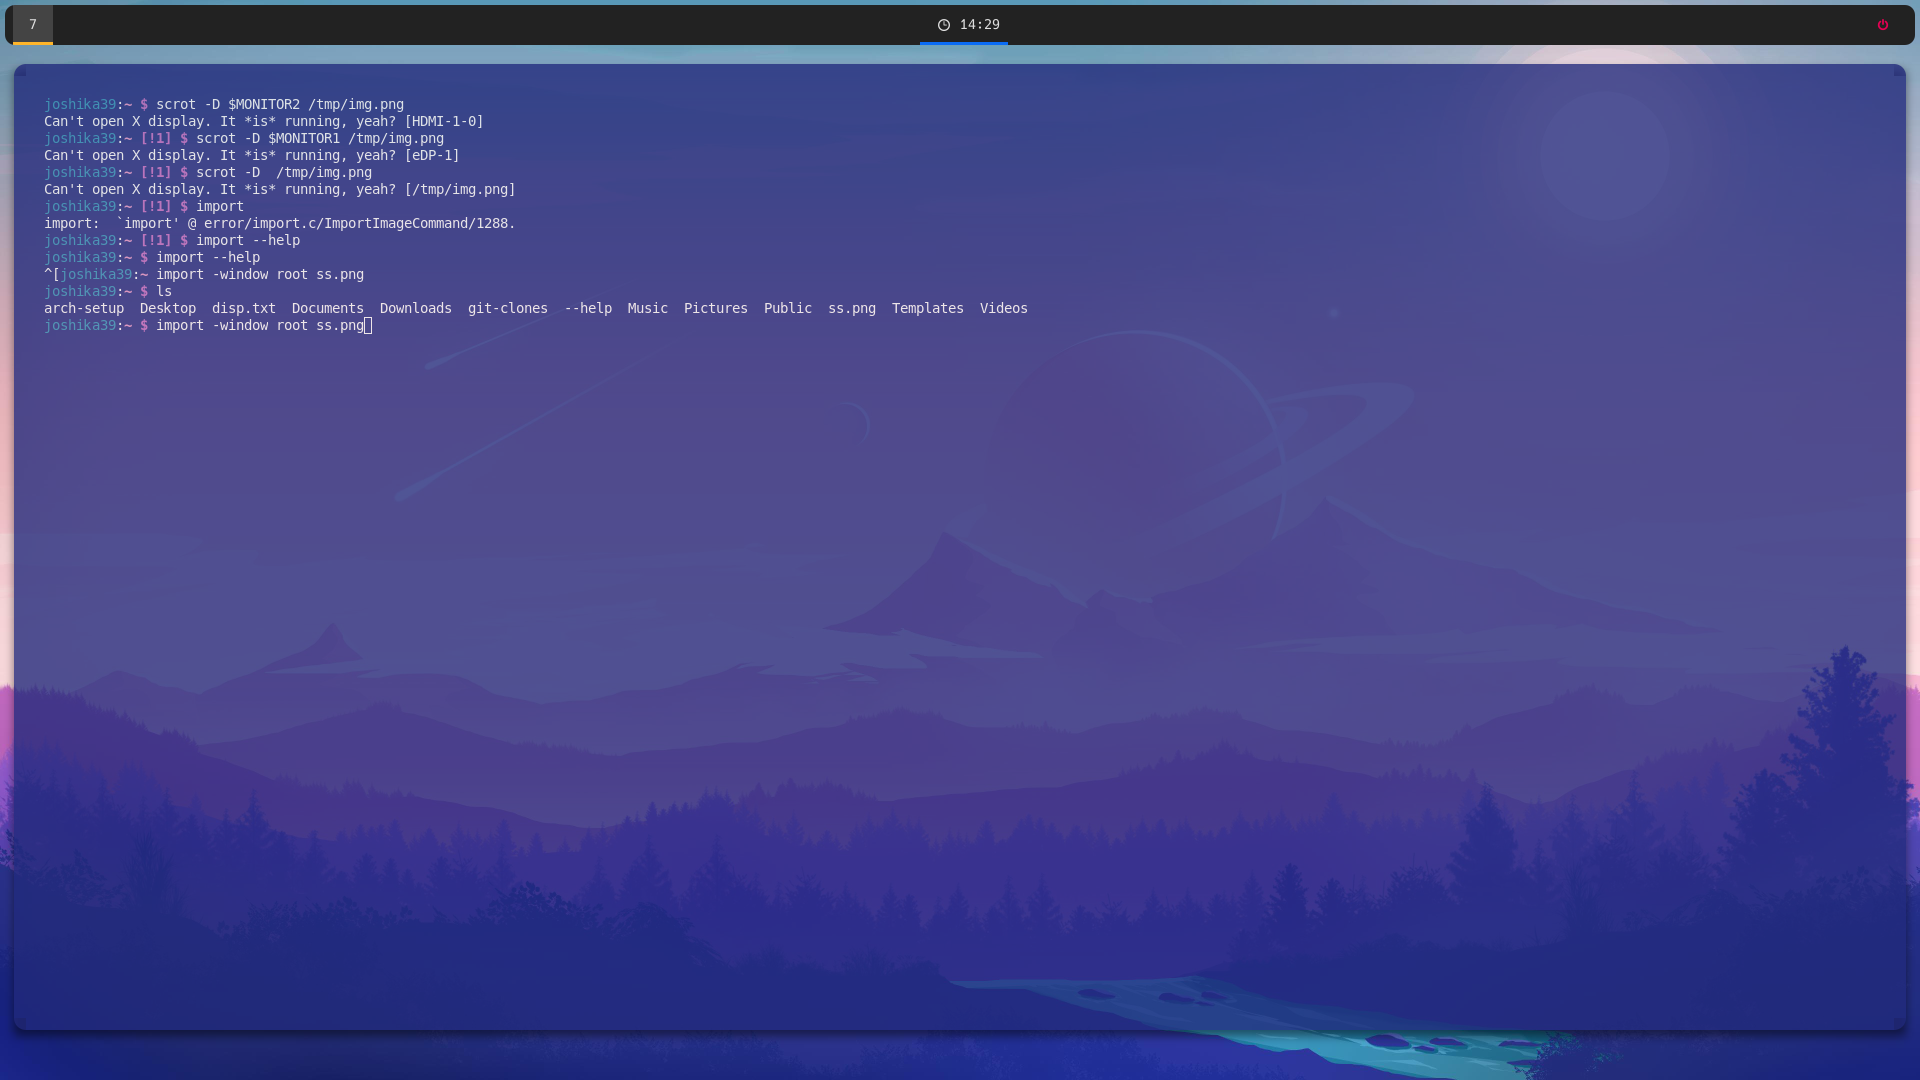 7
14:29
joshika39:~ $ scrot -D $MONITOR2 /tmp/img.png
Can't open X display. It *is* running, yeah? [HDMI-1-0]
joshika39:~ [!1] $ scrot -D $MONITOR1 /tmp/img.png
Can't open X display. It *is* running, yeah? [eDP-1]
joshika39:~ [!1] $ scrot -D  /tmp/img.png
Can't open X display. It *is* running, yeah? [/tmp/img.png]
joshika39:~ [!1] $ import
import:  `import' @ error/import.c/ImportImageCommand/1288.
joshika39:~ [!1] $ import --help
joshika39:~ $ import --help
^[joshika39:~ import -window root ss.png
joshika39:~ $ ls
arch-setup  Desktop  disp.txt  Documents  Downloads  git-clones  --help  Music  Pictures  Public  ss.png  Templates  Videos
joshika39:~ $ import -window root ss.png